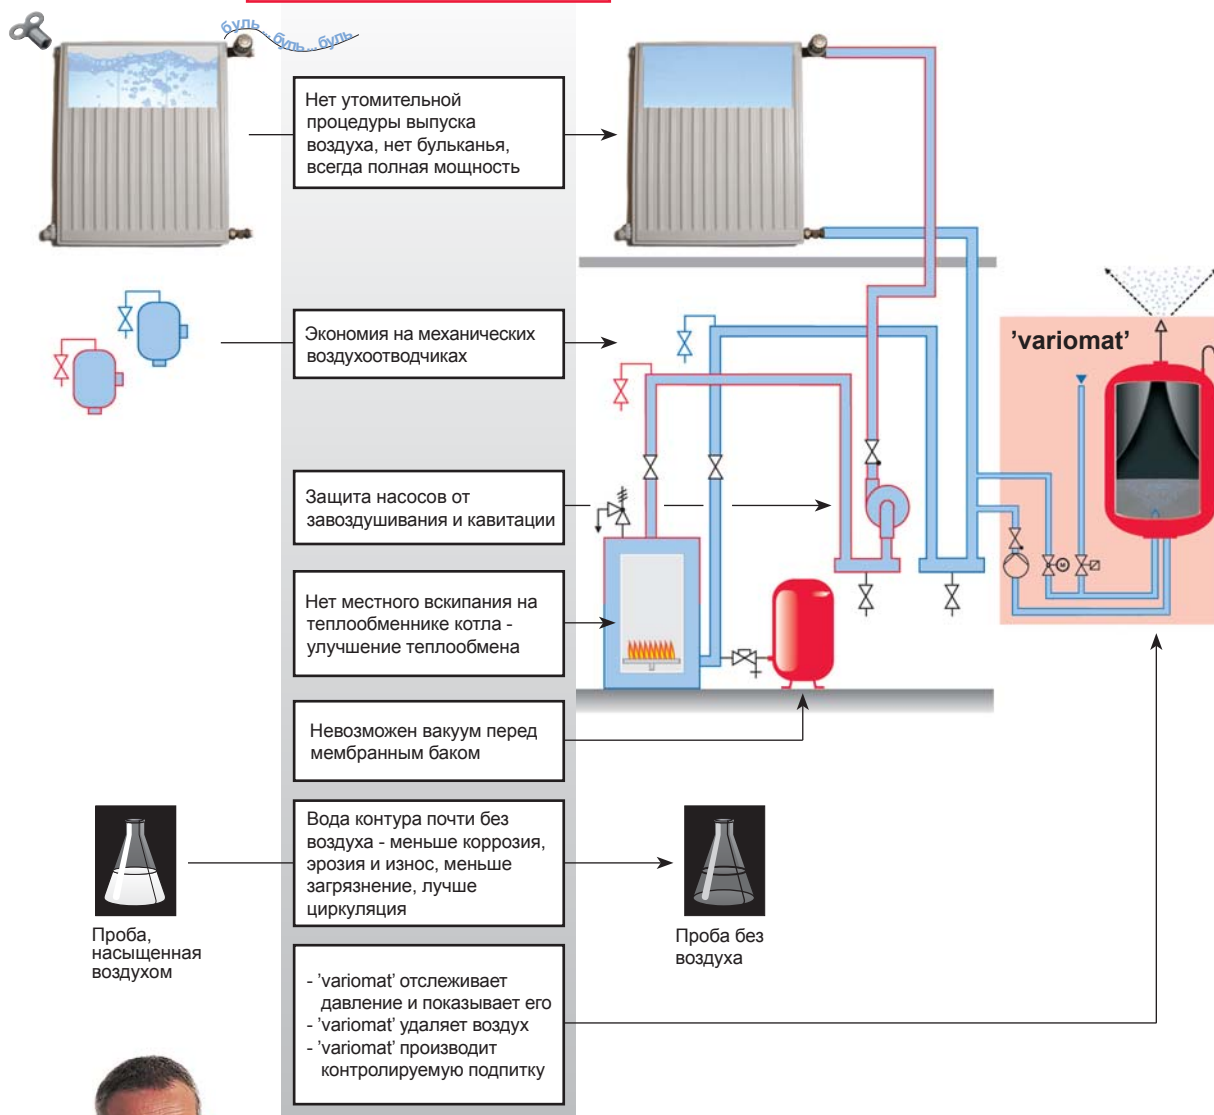 буль ... буль ... буль
Нет утомительной
процедуры выпуска
воздуха, нет бульканья,
всегда полная мощность
Экономия на механических
воздухоотводчиках
'variomat'
Защита насосов от
завоздушивания и кавитации
M
Нет местного вскипания на
теплообменнике котла -
улучшение теплообмена
Невозможен вакуум перед
мембранным баком
Вода контура почти без
воздуха - меньше коррозия,
эрозия и износ, меньше
загрязнение, лучше
циркуляция
Проба,
насыщенная
воздухом
Проба без
воздуха
- 'variomat' отслеживает
давление и показывает его
- 'variomat' удаляет воздух
- 'variomat' производит
контролируемую подпитку